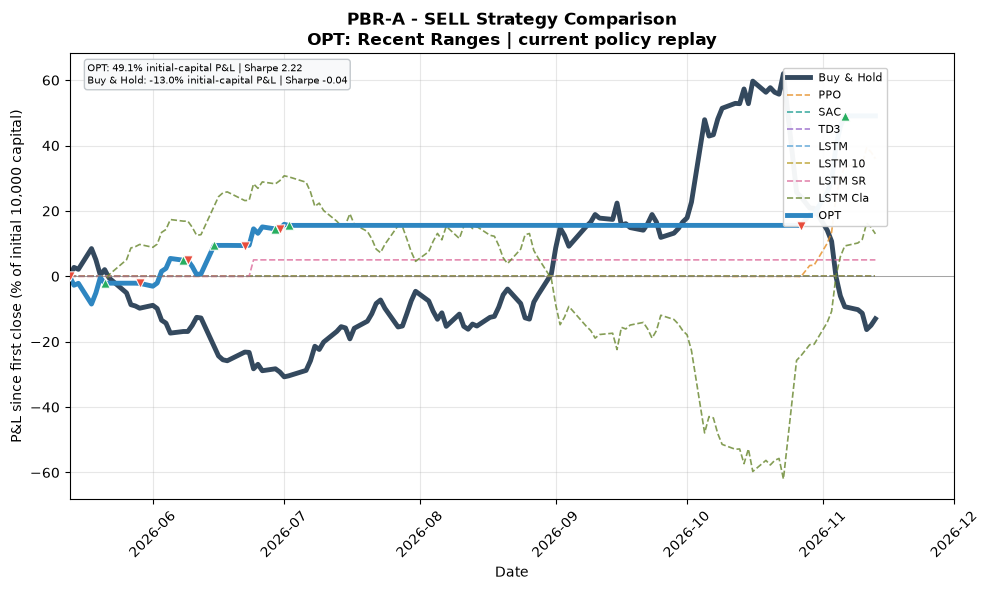 PBR-A - SELL Strategy Comparison
OPT: Recent Ranges | current policy replay
OPT: 49.1% initial-capital P&L | Sharpe 2.22
Buy & Hold: -13.0% initial-capital P&L | Sharpe -0.04
Buy & Hold
PPO
SAC
TD3
LSTM
LSTM 10
LSTM SR
LSTM Cla
OPT
P&L since first close (% of initial 10,000 capital)
60
40
20
0
−20
−40
−60
2026-06
2026-07
2026-08
2026-09
2026-10
2026-11
2026-12
Date